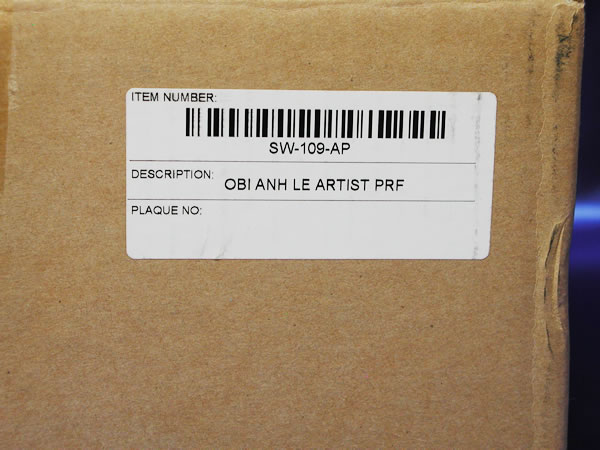 ITEM NUMBER:
SW-109-AP
DESCRIPTION: OBI ANH LE ARTIST PRF
PLAQUE NO: